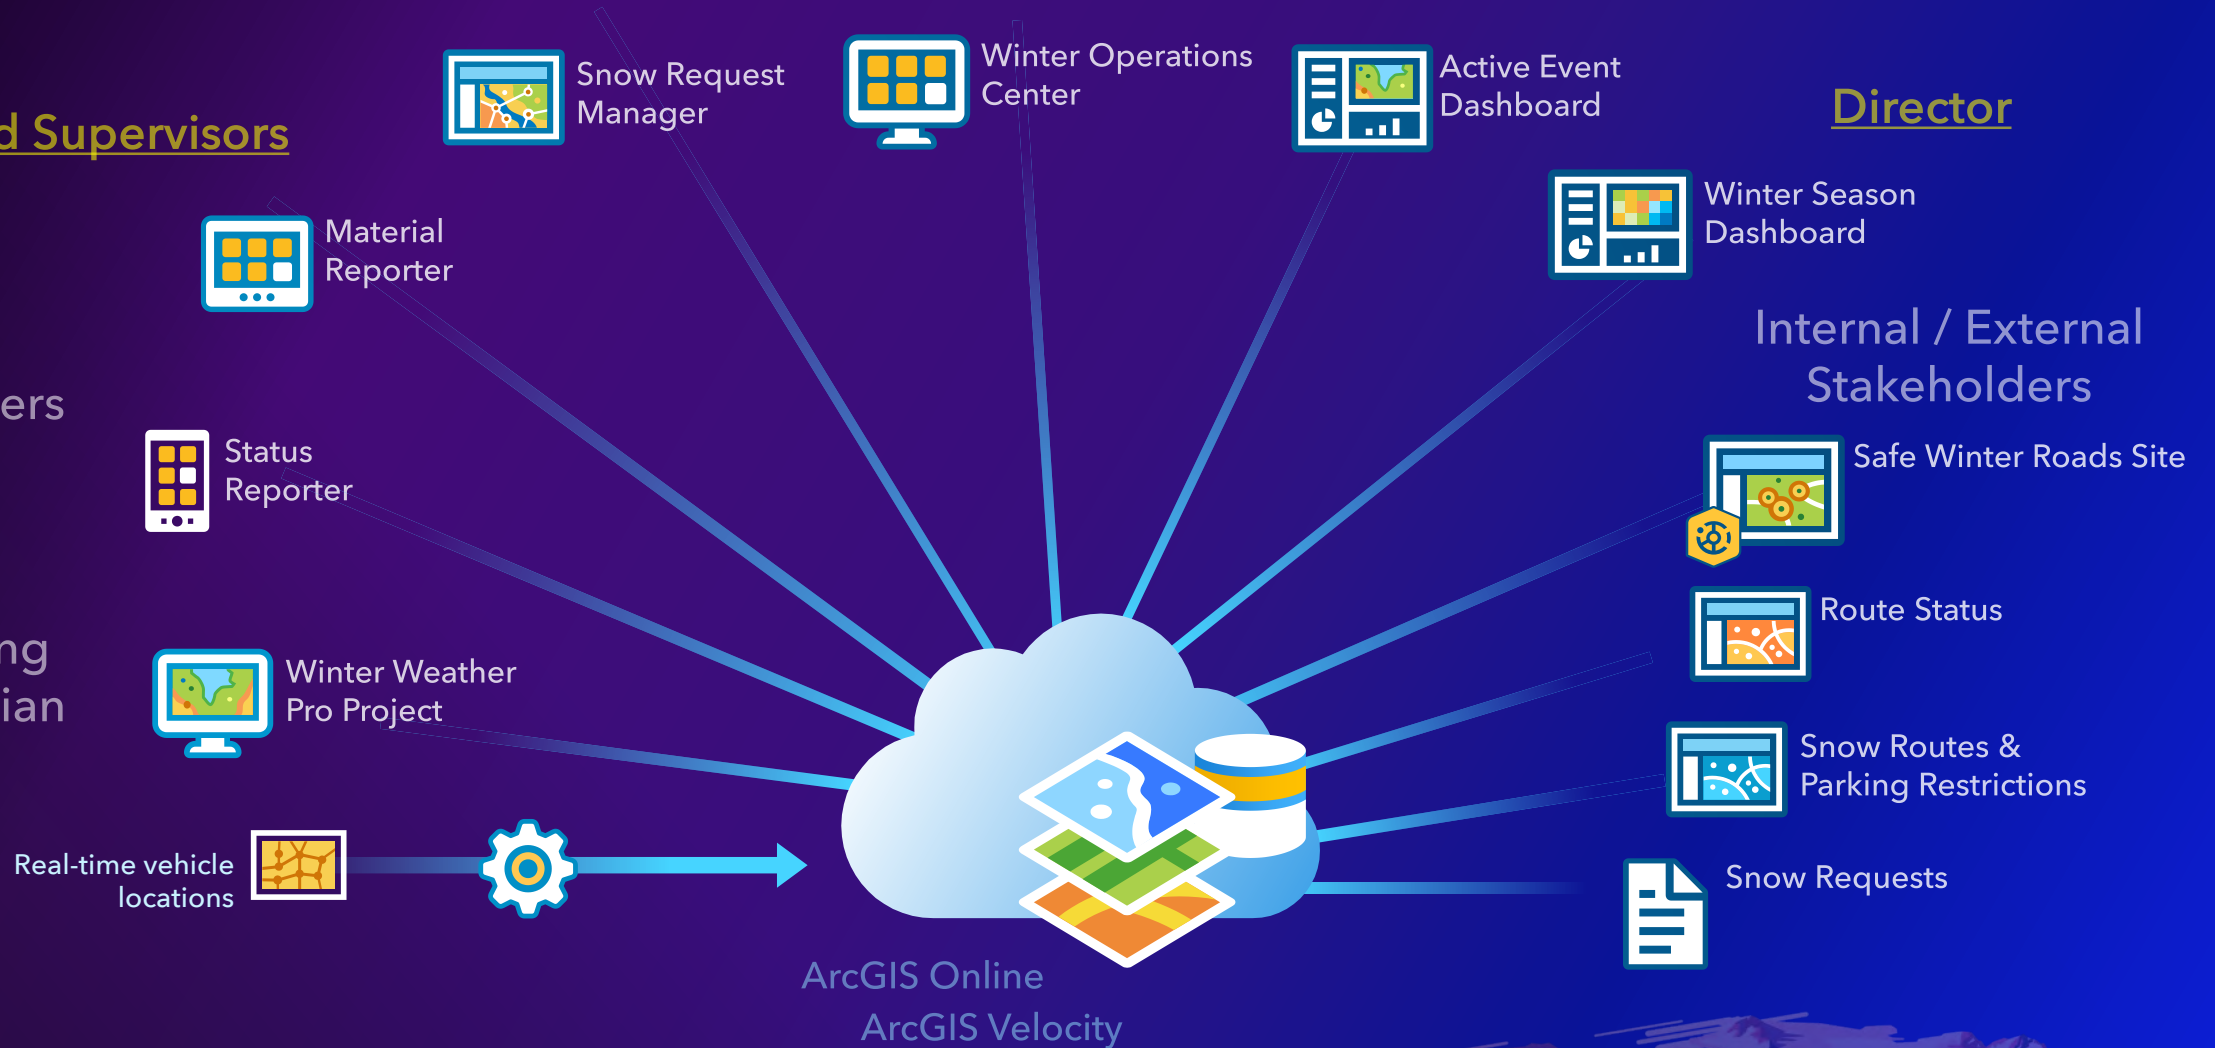 Snow Request
Manager
Winter Operations
Center
Active Event
Dashboard
Director
d Supervisors
Winter Season
Dashboard
Material
Reporter
Internal / External
Stakeholders
ers
Status
Reporter
Safe Winter Roads Site
Route Status
ng
ian
Winter Weather
Pro Project
Snow Routes &
Parking Restrictions
Real-time vehicle
locations
Snow Requests
ArcGIS Online
ArcGIS Velocity